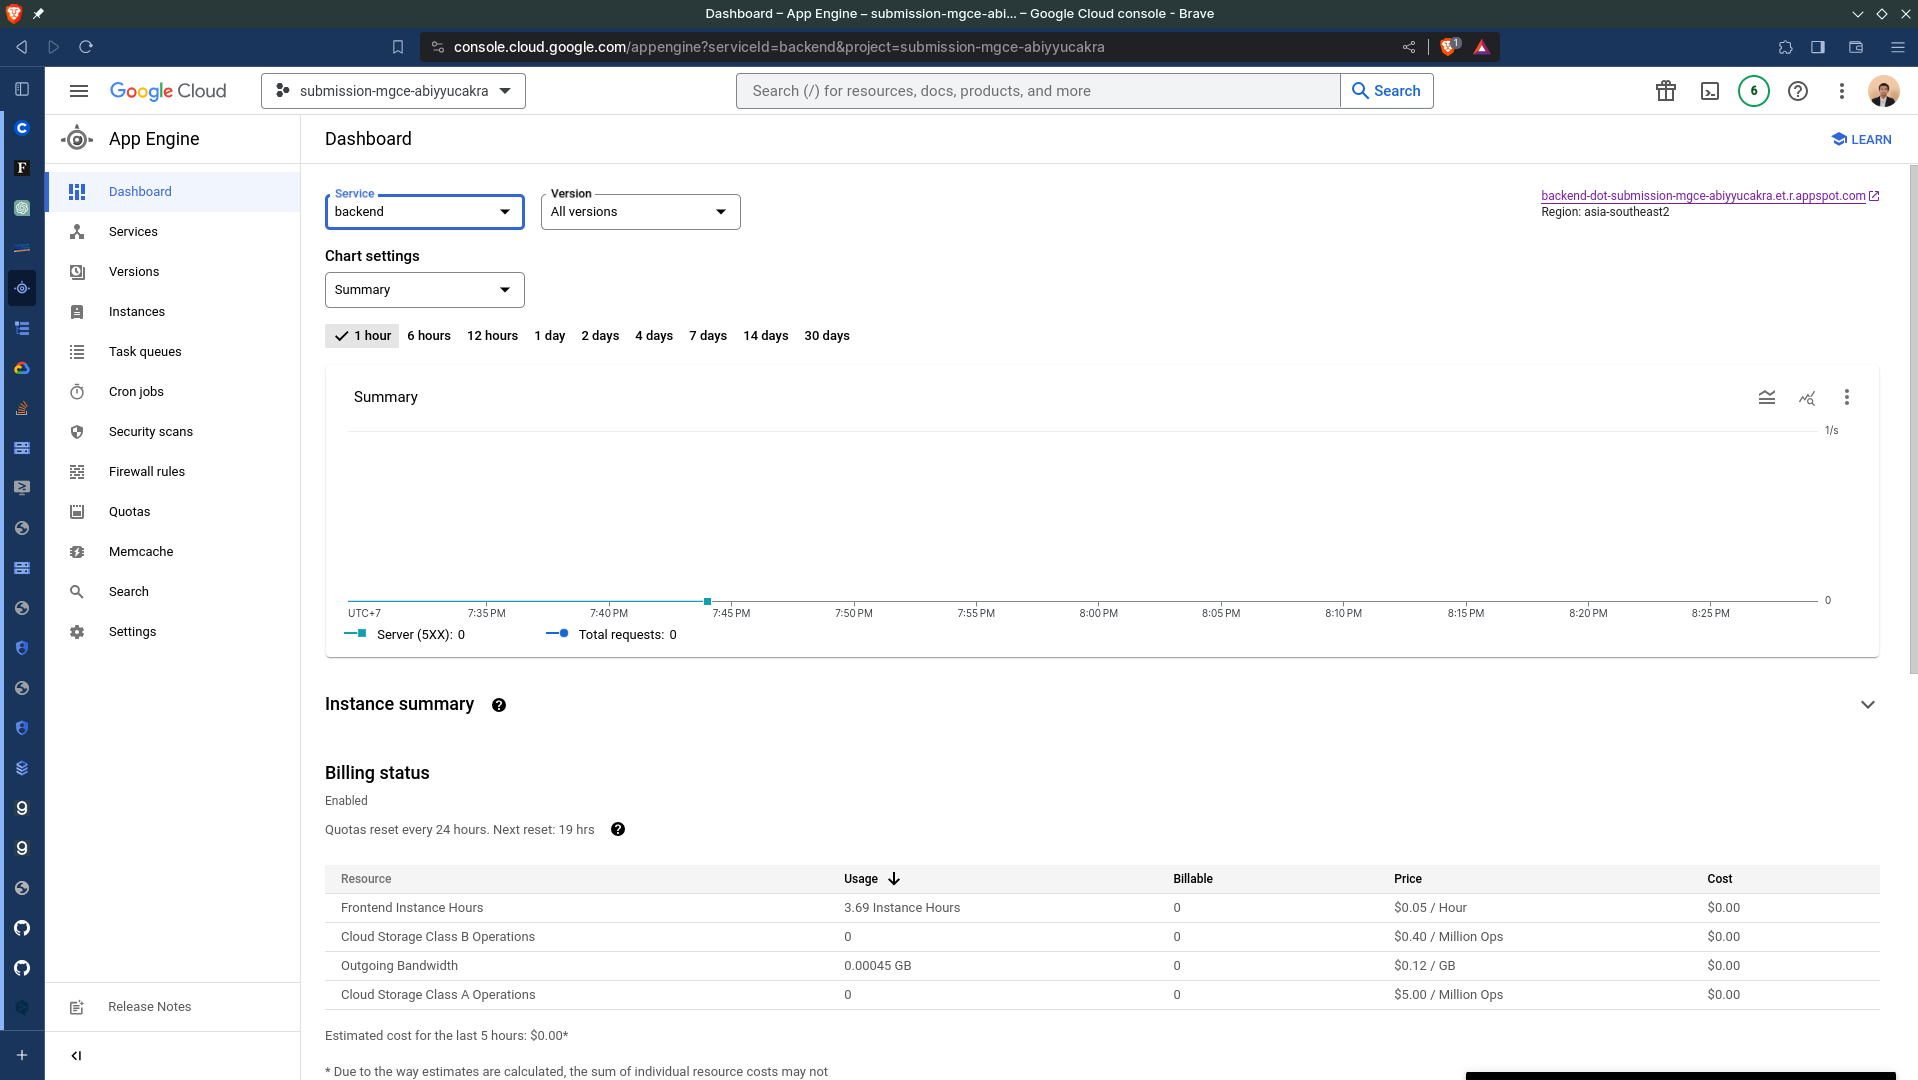 Dashboard – App Engine – submission-mgce-abi... – Google Cloud console - Brave
console.cloud.google.com/appengine?serviceId=backend&project=submission-mgce-abiyyucakra
1
Google Cloud
submission-mgce-abiyyucakra
Search (/) for resources, docs, products, and more
Search
6
App Engine
Dashboard
LEARN
Dashboard
Services
Versions
Instances
Task queues
Cron jobs
Security scans
Firewall rules
Quotas
Memcache
Search
Settings
Release Notes
Service
backend
Version
All versions
backend-dot-submission-mgce-abiyyucakra.et.r.appspot.com
Region: asia-southeast2
Chart settings
Summary
1 hour 6 hours 12 hours 1 day 2 days 4 days 7 days 14 days 30 days
Summary
1/s
0
UTC+7 7:35 PM 7:40 PM 7:45 PM 7:50 PM 7:55 PM 8:00 PM 8:05 PM 8:10 PM 8:15 PM 8:20 PM 8:25 PM
Server (5XX): 0 Total requests: 0
Instance summary
Billing status
Enabled
Quotas reset every 24 hours. Next reset: 19 hrs
Resource Usage Billable Price Cost
Frontend Instance Hours 3.69 Instance Hours 0 $0.05 / Hour $0.00
Cloud Storage Class B Operations 0 0 $0.40 / Million Ops $0.00
Outgoing Bandwidth 0.00045 GB 0 $0.12 / GB $0.00
Cloud Storage Class A Operations 0 0 $5.00 / Million Ops $0.00
Estimated cost for the last 5 hours: $0.00*
* Due to the way estimates are calculated, the sum of individual resource costs may not